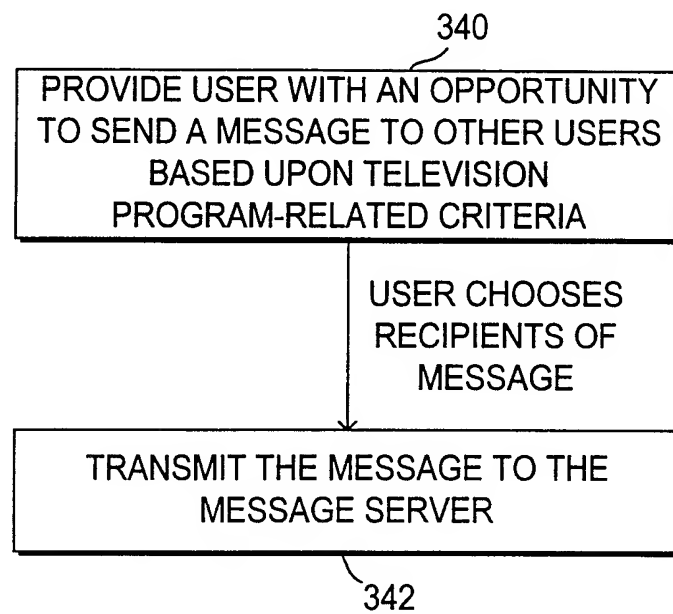 340
PROVIDE USER WITH AN OPPORTUNITY
TO SEND A MESSAGE TO OTHER USERS
BASED UPON TELEVISION
PROGRAM-RELATED CRITERIA
USER CHOOSES
RECIPIENTS OF
MESSAGE
TRANSMIT THE MESSAGE TO THE
MESSAGE SERVER
342